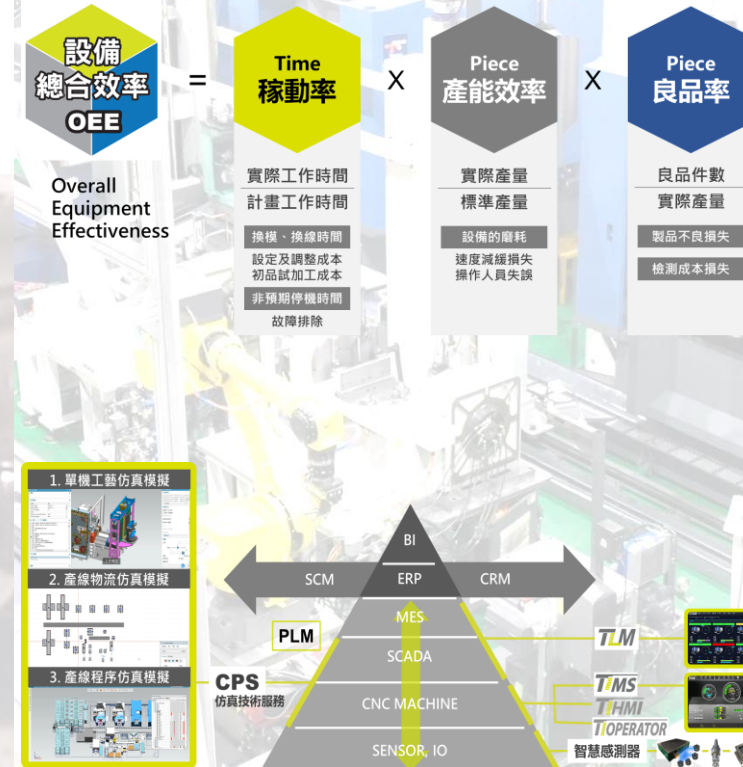 設備
總合效率
OEE
=
Time
稼動率
X
Piece
產能效率
X
Piece
良品率
Overall
Equipment
Effectiveness
實際工作時間
計畫工作時間
換模、換線時間
設定及調整成本
初品試加工成本
非預期停機時間
故障排除
實際產量
標準產量
設備的磨耗
速度減緩損失
操作人員失誤
良品件數
實際產量
製品不良損失
檢測成本損失
1. 單機工藝仿真模擬
2. 產線物流仿真模擬
3. 產線程序仿真模擬
BI
SCM
ERP
CRM
MES
PLM
SCADA
CPS
仿真技術服務
CNC MACHINE
SENSOR, IO
TLM
TIMS
TIHMI
TIOPERATOR
智慧感測器